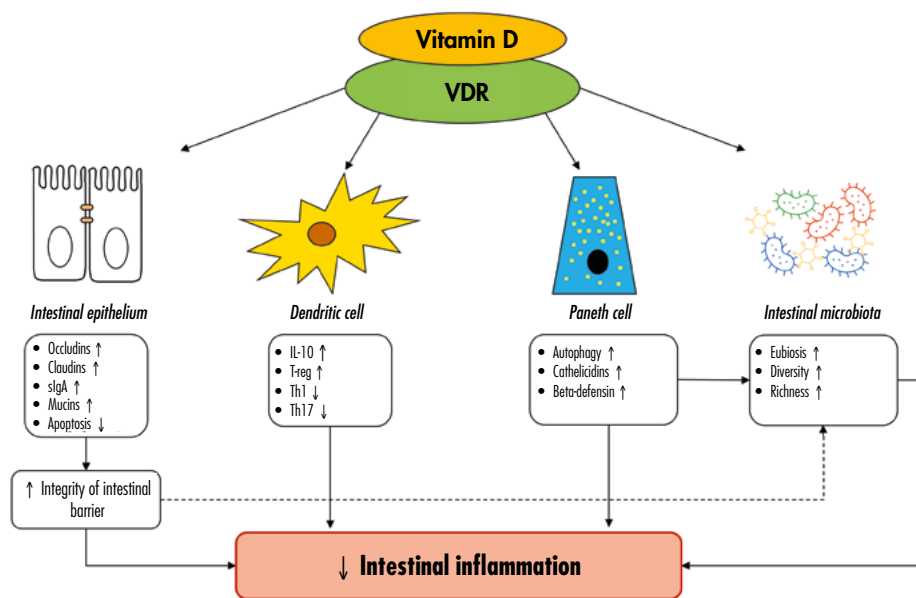 Vitamin D
VDR
Intestinal epithelium
Dendritic cell
Paneth cell
Intestinal microbiota
• Occludins ↑
• Claudins ↑
• sIgA ↑
• Mucins ↑
• Apoptosis ↓
• IL-10 ↑
• T-reg ↑
• Th1 ↓
• Th17 ↓
• Autophagy ↑
• Cathelicidins ↑
• Beta-defensin ↑
• Eubiosis ↑
• Diversity ↑
• Richness ↑
↑ Integrity of intestinal
barrier
↓ Intestinal inflammation